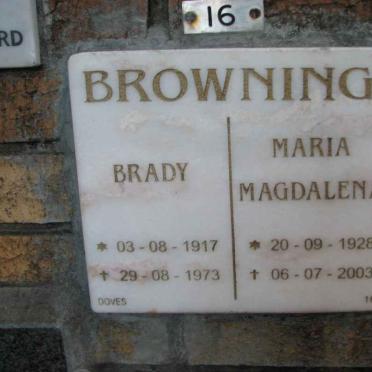 RD
16
BROWNING
BRADY
MARIA
MAGDALENA
* 03-08-1917
* 20-09-1928
† 29-08-1973
† 06-07-2003
DOVES